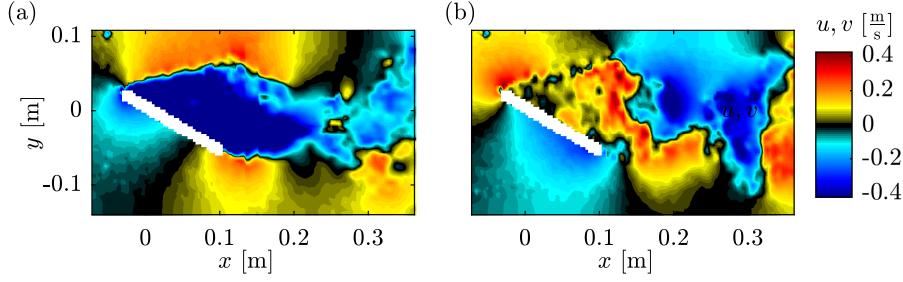 (a)
(b)
u, v [m/s]
0.1
0
-0.1
y [m]
0 0.1 0.2 0.3
x [m]
0 0.1 0.2 0.3
x [m]
u, v
0.4
0.2
0
-0.2
-0.4